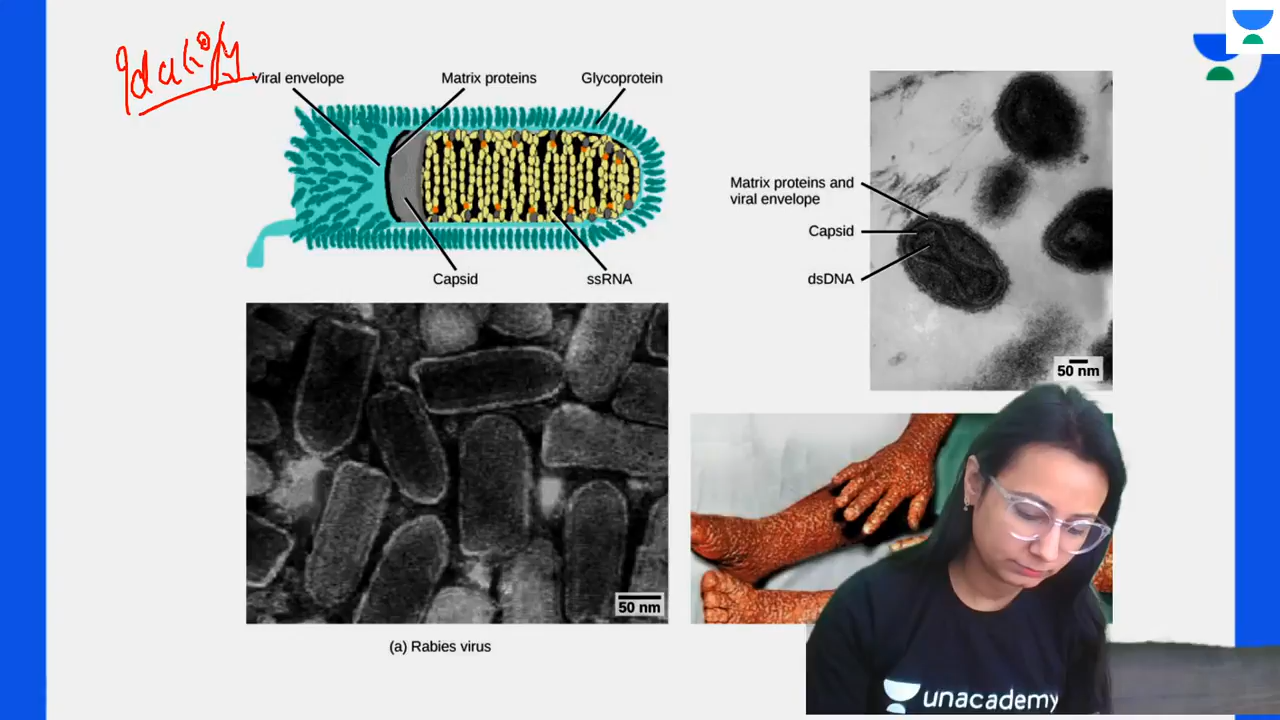 Identify
Viral envelope
Matrix proteins
Glycoprotein
Capsid
ssRNA
Matrix proteins and
viral envelope
Capsid
dsDNA
50 nm
50 nm
(a) Rabies virus
unacademy